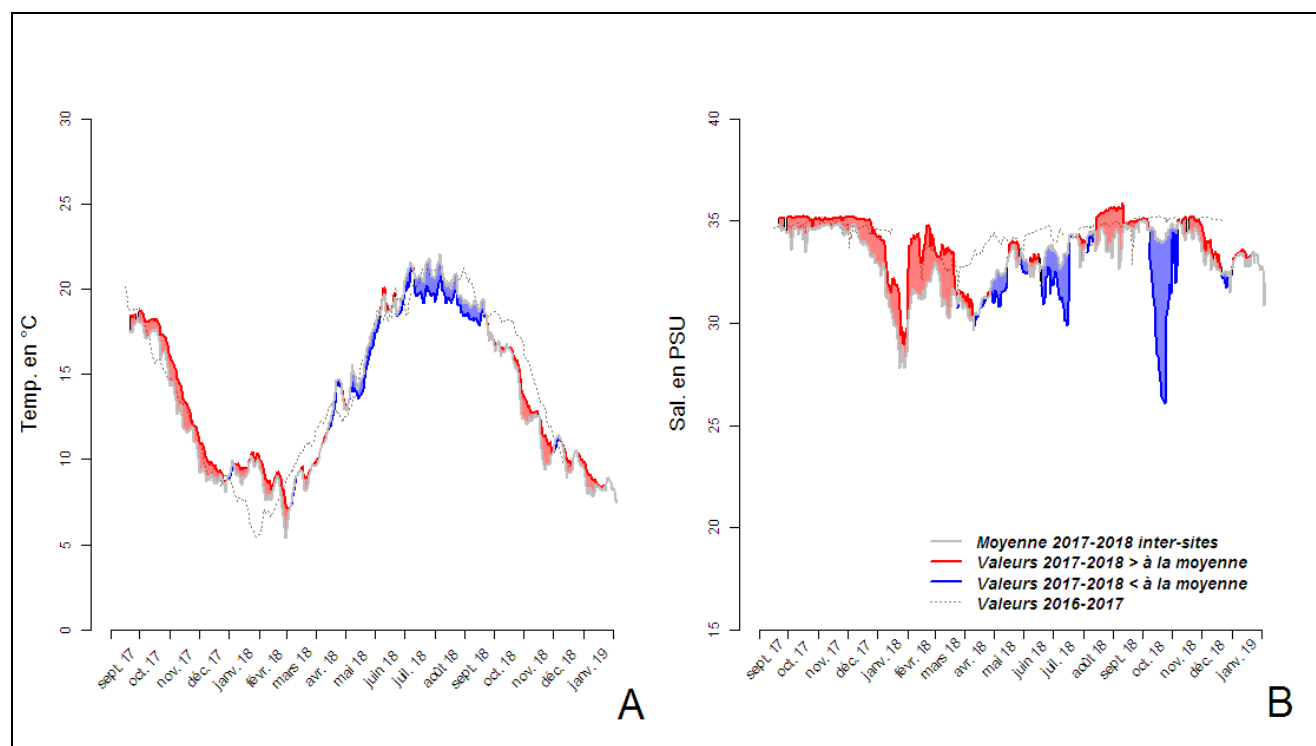 Temp. en °C
30
25
20
15
10
5
0
sept. 17
oct. 17
nov. 17
déc. 17
janv. 18
févr. 18
mars 18
avr. 18
mai 18
juin 18
juil. 18
août 18
sept. 18
oct. 18
nov. 18
déc. 18
janv. 19
A
Sal. en PSU
40
35
30
25
20
15
Moyenne 2017-2018 inter-sites
Valeurs 2017-2018 > à la moyenne
Valeurs 2017-2018 < à la moyenne
Valeurs 2016-2017
sept. 17
oct. 17
nov. 17
déc. 17
janv. 18
févr. 18
mars 18
avr. 18
mai 18
juin 18
juil. 18
août 18
sept. 18
oct. 18
nov. 18
déc. 18
janv. 19
B